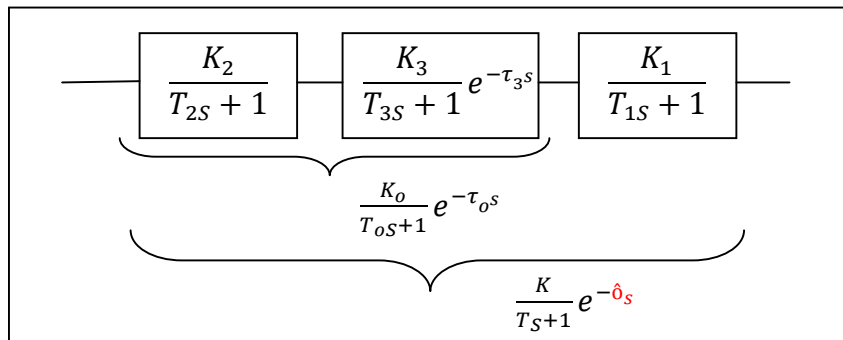 K₂/(T₂S + 1) K₃/(T₃S + 1) e^(−τ₃s) K₁/(T₁S + 1)
Kₒ/(TₒS+1) e^(−τₒs)
K/(TS+1) e^(−ôs)